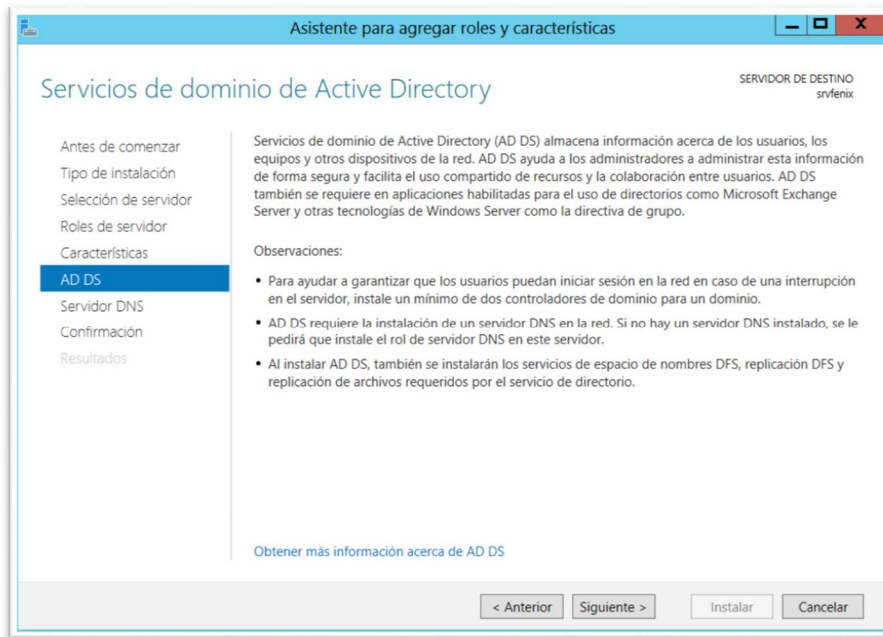 Asistente para agregar roles y características
X
Servicios de dominio de Active Directory
SERVIDOR DE DESTINO
srvfenix
Antes de comenzar
Tipo de instalación
Selección de servidor
Roles de servidor
Características
AD DS
Servidor DNS
Confirmación
Resultados
Servicios de dominio de Active Directory (AD DS) almacena información acerca de los usuarios, los
equipos y otros dispositivos de la red. AD DS ayuda a los administradores a administrar esta información
de forma segura y facilita el uso compartido de recursos y la colaboración entre usuarios. AD DS
también se requiere en aplicaciones habilitadas para el uso de directorios como Microsoft Exchange
Server y otras tecnologías de Windows Server como la directiva de grupo.
Observaciones:
• Para ayudar a garantizar que los usuarios puedan iniciar sesión en la red en caso de una interrupción
en el servidor, instale un mínimo de dos controladores de dominio para un dominio.
• AD DS requiere la instalación de un servidor DNS en la red. Si no hay un servidor DNS instalado, se le
pedirá que instale el rol de servidor DNS en este servidor.
• Al instalar AD DS, también se instalarán los servicios de espacio de nombres DFS, replicación DFS y
replicación de archivos requeridos por el servicio de directorio.
Obtener más información acerca de AD DS
< Anterior
Siguiente >
Instalar
Cancelar